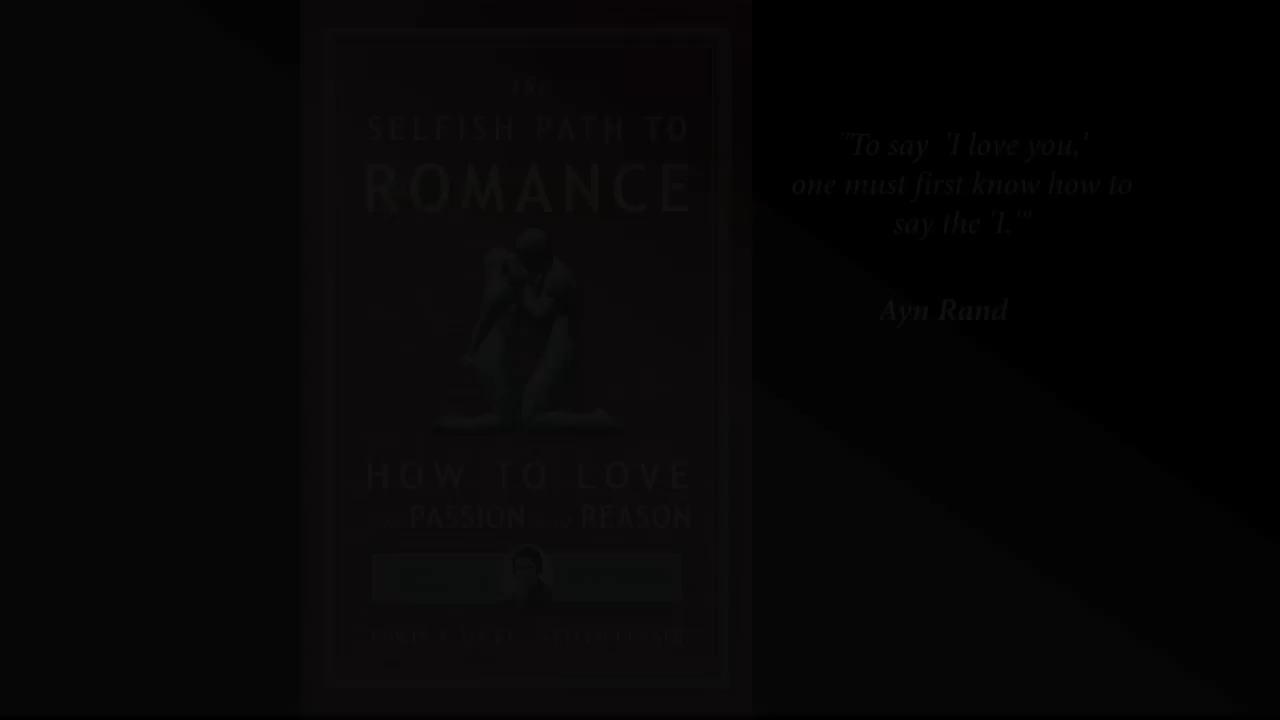 The
SELFISH PATH TO
ROMANCE
HOW TO LOVE
PASSION REASON
"To say 'I love you,'
one must first know how to
say the 'I.'"
Ayn Rand